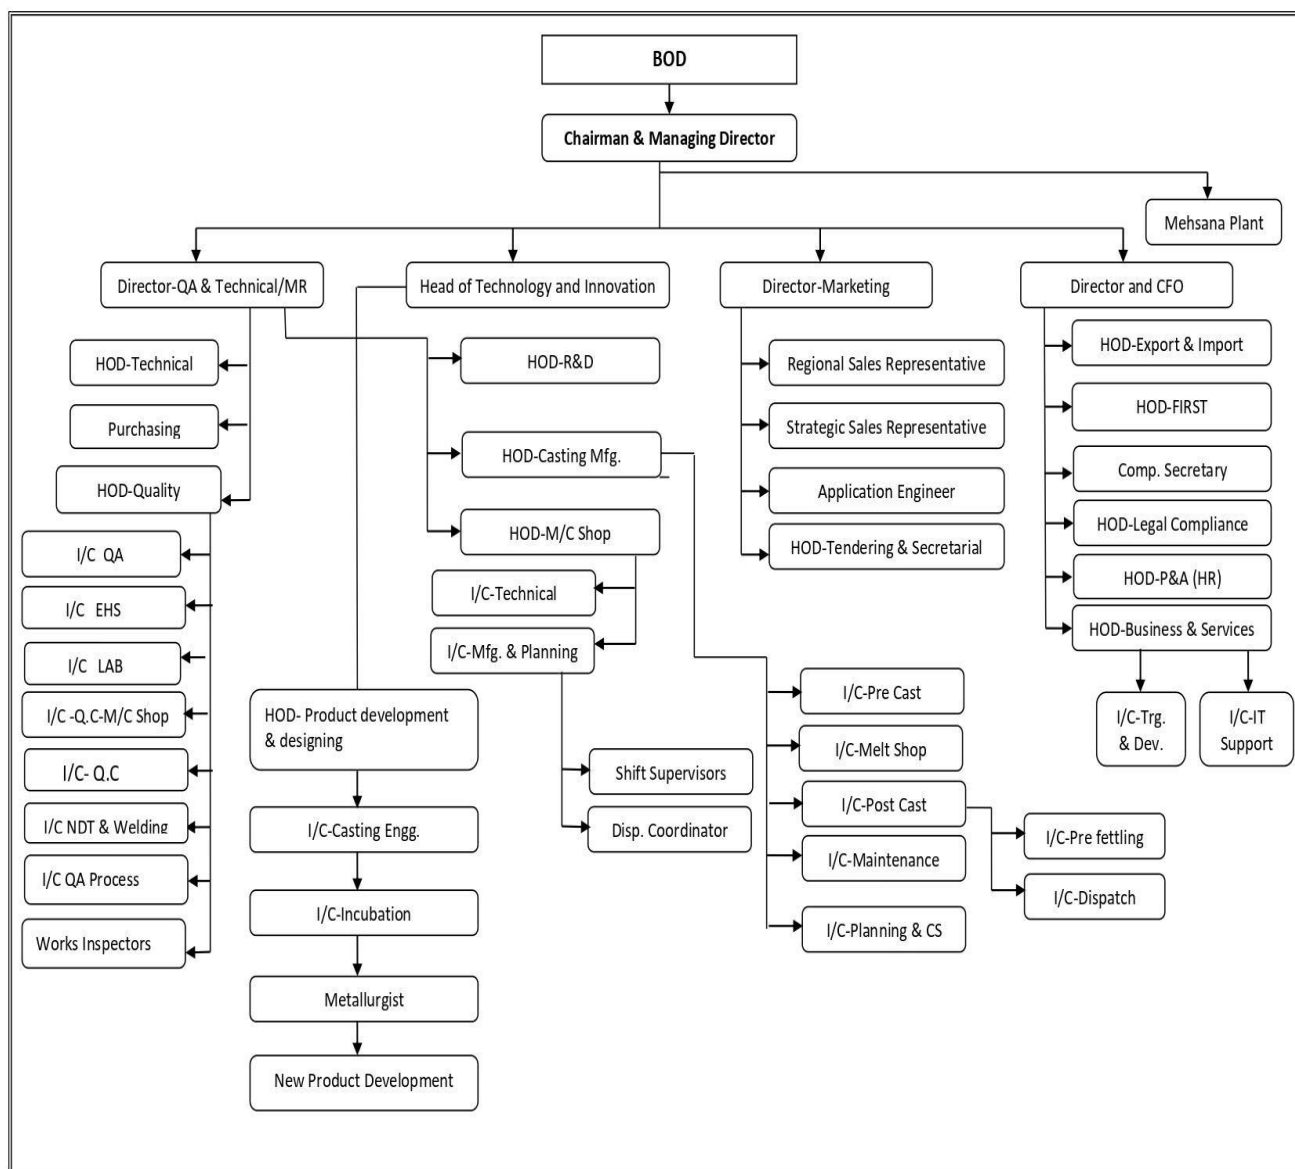 BOD
Chairman & Managing Director
Mehsana Plant
Director-QA & Technical/MR
Head of Technology and Innovation
Director-Marketing
Director and CFO
HOD-Technical
Purchasing
HOD-Quality
I/C QA
I/C EHS
I/C LAB
I/C -Q.C-M/C Shop
I/C- Q.C
I/C NDT & Welding
I/C QA Process
Works Inspectors
HOD- Product development
& designing
I/C-Casting Engg.
I/C-Incubation
Metallurgist
New Product Development
HOD-R&D
HOD-Casting Mfg.
HOD-M/C Shop
I/C-Technical
I/C-Mfg. & Planning
Shift Supervisors
Disp. Coordinator
I/C-Pre Cast
I/C-Melt Shop
I/C-Post Cast
I/C-Maintenance
I/C-Planning & CS
I/C-Pre fettling
I/C-Dispatch
Regional Sales Representative
Strategic Sales Representative
Application Engineer
HOD-Tendering & Secretarial
HOD-Export & Import
HOD-FIRST
Comp. Secretary
HOD-Legal Compliance
HOD-P&A (HR)
HOD-Business & Services
I/C-Trg.
& Dev.
I/C-IT
Support